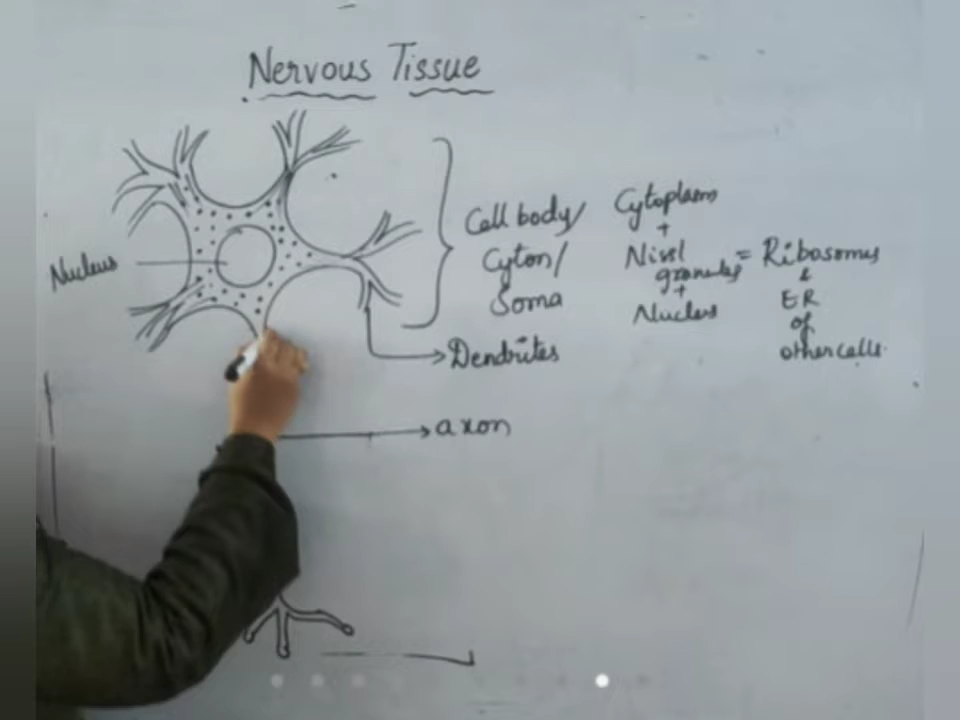 Nervous Tissue
Nucleus
Cell body/
Cyton/
Soma
Cytoplasm
+
Nissl
granules
+
Nucleus
= Ribosomes
&
ER
of
other cells.
Dendrites
axon